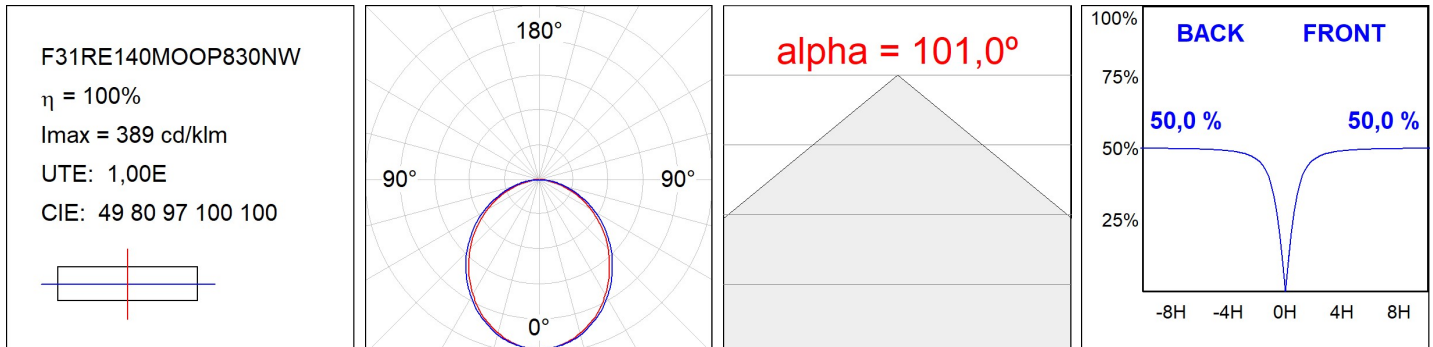 F31RE140MOOP830NW
η = 100%
Imax = 389 cd/klm
UTE: 1,00E
CIE: 49 80 97 100 100
180°
90° 90°
0°
alpha = 101,0º
100%
BACK FRONT
75%
50,0 % 50,0 %
50%
25%
-8H -4H 0H 4H 8H